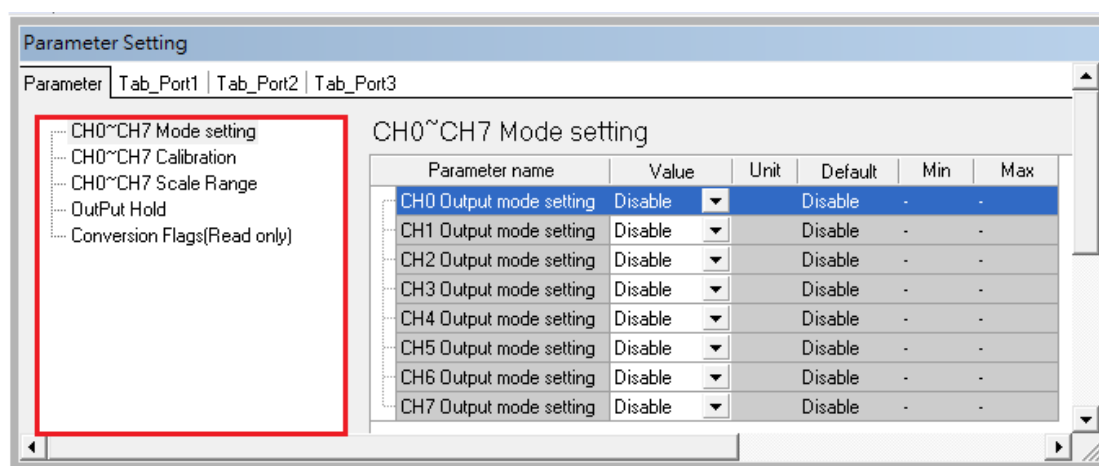 Parameter Setting
Parameter Tab_Port1 Tab_Port2 Tab_Port3
CH0~CH7 Mode setting
CH0~CH7 Calibration
CH0~CH7 Scale Range
OutPut Hold
Conversion Flags(Read only)
CH0~CH7 Mode setting
Parameter name Value Unit Default Min Max
CH0 Output mode setting Disable Disable - -
CH1 Output mode setting Disable Disable - -
CH2 Output mode setting Disable Disable - -
CH3 Output mode setting Disable Disable - -
CH4 Output mode setting Disable Disable - -
CH5 Output mode setting Disable Disable - -
CH6 Output mode setting Disable Disable - -
CH7 Output mode setting Disable Disable - -